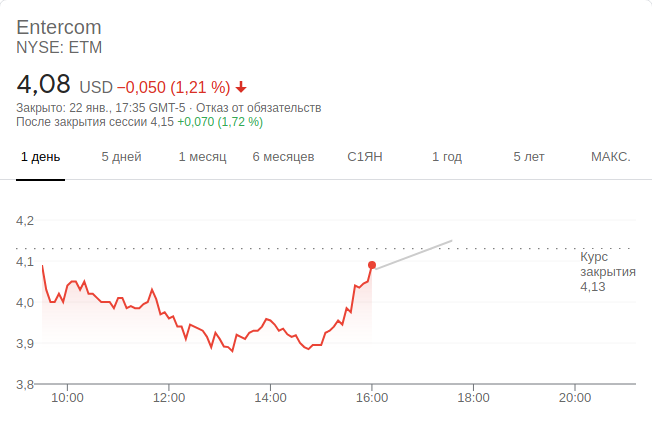 Entercom
NYSE: ETM
4,08 USD −0,050 (1,21 %)
Закрыто: 22 янв., 17:35 GMT-5 · Отказ от обязательств
После закрытия сессии 4,15 +0,070 (1,72 %)
1 день 5 дней 1 месяц 6 месяцев С1ЯН 1 год 5 лет МАКС.
4,2
Курс
закрытия
4,13
4,1
4,0
3,9
3,8
10:00 12:00 14:00 16:00 18:00 20:00